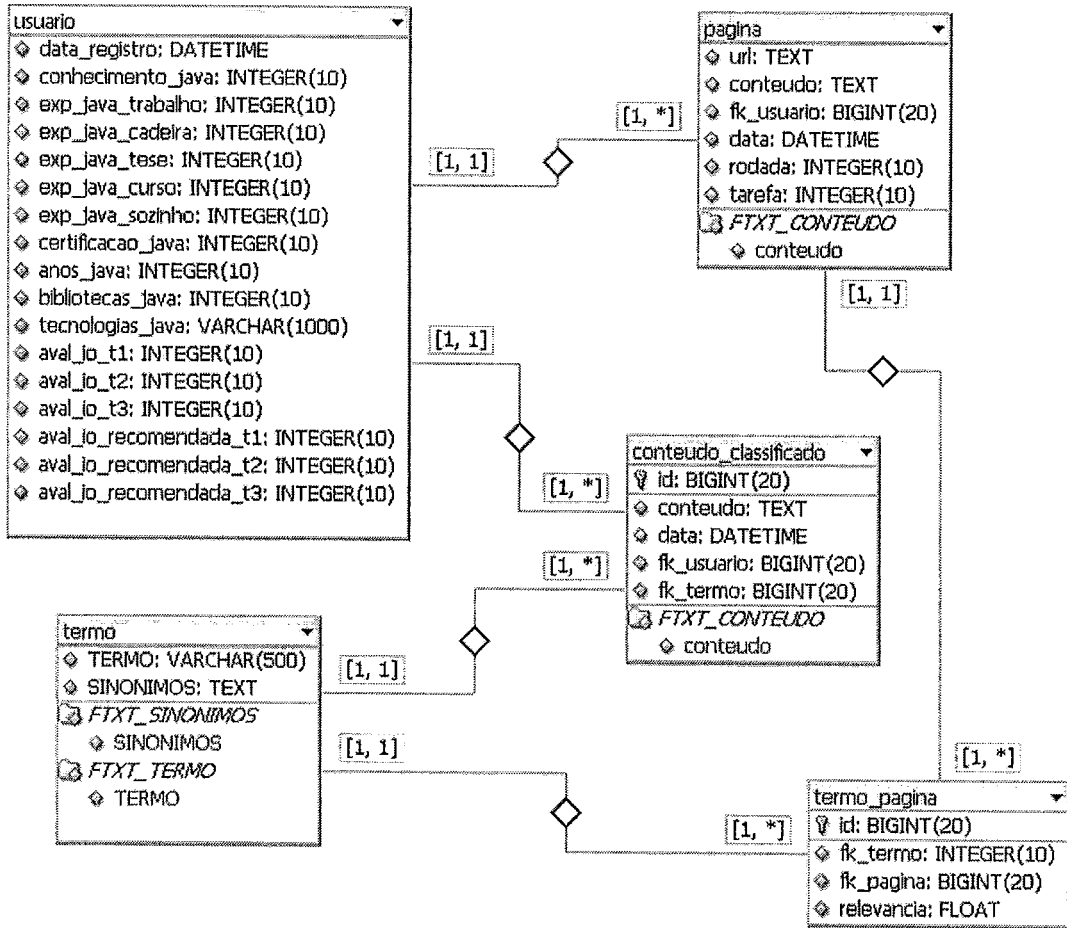 usuario
data_registro: DATETIME
conhecimento_java: INTEGER(10)
exp_java_trabalho: INTEGER(10)
exp_java_cadeira: INTEGER(10)
exp_java_tese: INTEGER(10)
exp_java_curso: INTEGER(10)
exp_java_sozinho: INTEGER(10)
certificacao_java: INTEGER(10)
anos_java: INTEGER(10)
bibliotecas_java: INTEGER(10)
tecnologias_java: VARCHAR(1000)
aval_io_t1: INTEGER(10)
aval_io_t2: INTEGER(10)
aval_io_t3: INTEGER(10)
aval_io_recomendada_t1: INTEGER(10)
aval_io_recomendada_t2: INTEGER(10)
aval_io_recomendada_t3: INTEGER(10)
[1, 1]
[1, *]
pagina
url: TEXT
conteudo: TEXT
fk_usuario: BIGINT(20)
data: DATETIME
rodada: INTEGER(10)
tarefa: INTEGER(10)
FTXT_CONTEUDO
conteudo
[1, 1]
[1, 1]
[1, *]
conteudo_classificado
id: BIGINT(20)
conteudo: TEXT
data: DATETIME
fk_usuario: BIGINT(20)
fk_termo: BIGINT(20)
FTXT_CONTEUDO
conteudo
[1, *]
termo
TERMO: VARCHAR(500)
SINONIMOS: TEXT
FTXT_SINONIMOS
SINONIMOS
FTXT_TERMO
TERMO
[1, 1]
[1, 1]
[1, *]
[1, *]
termo_pagina
id: BIGINT(20)
fk_termo: INTEGER(10)
fk_pagina: BIGINT(20)
relevancia: FLOAT